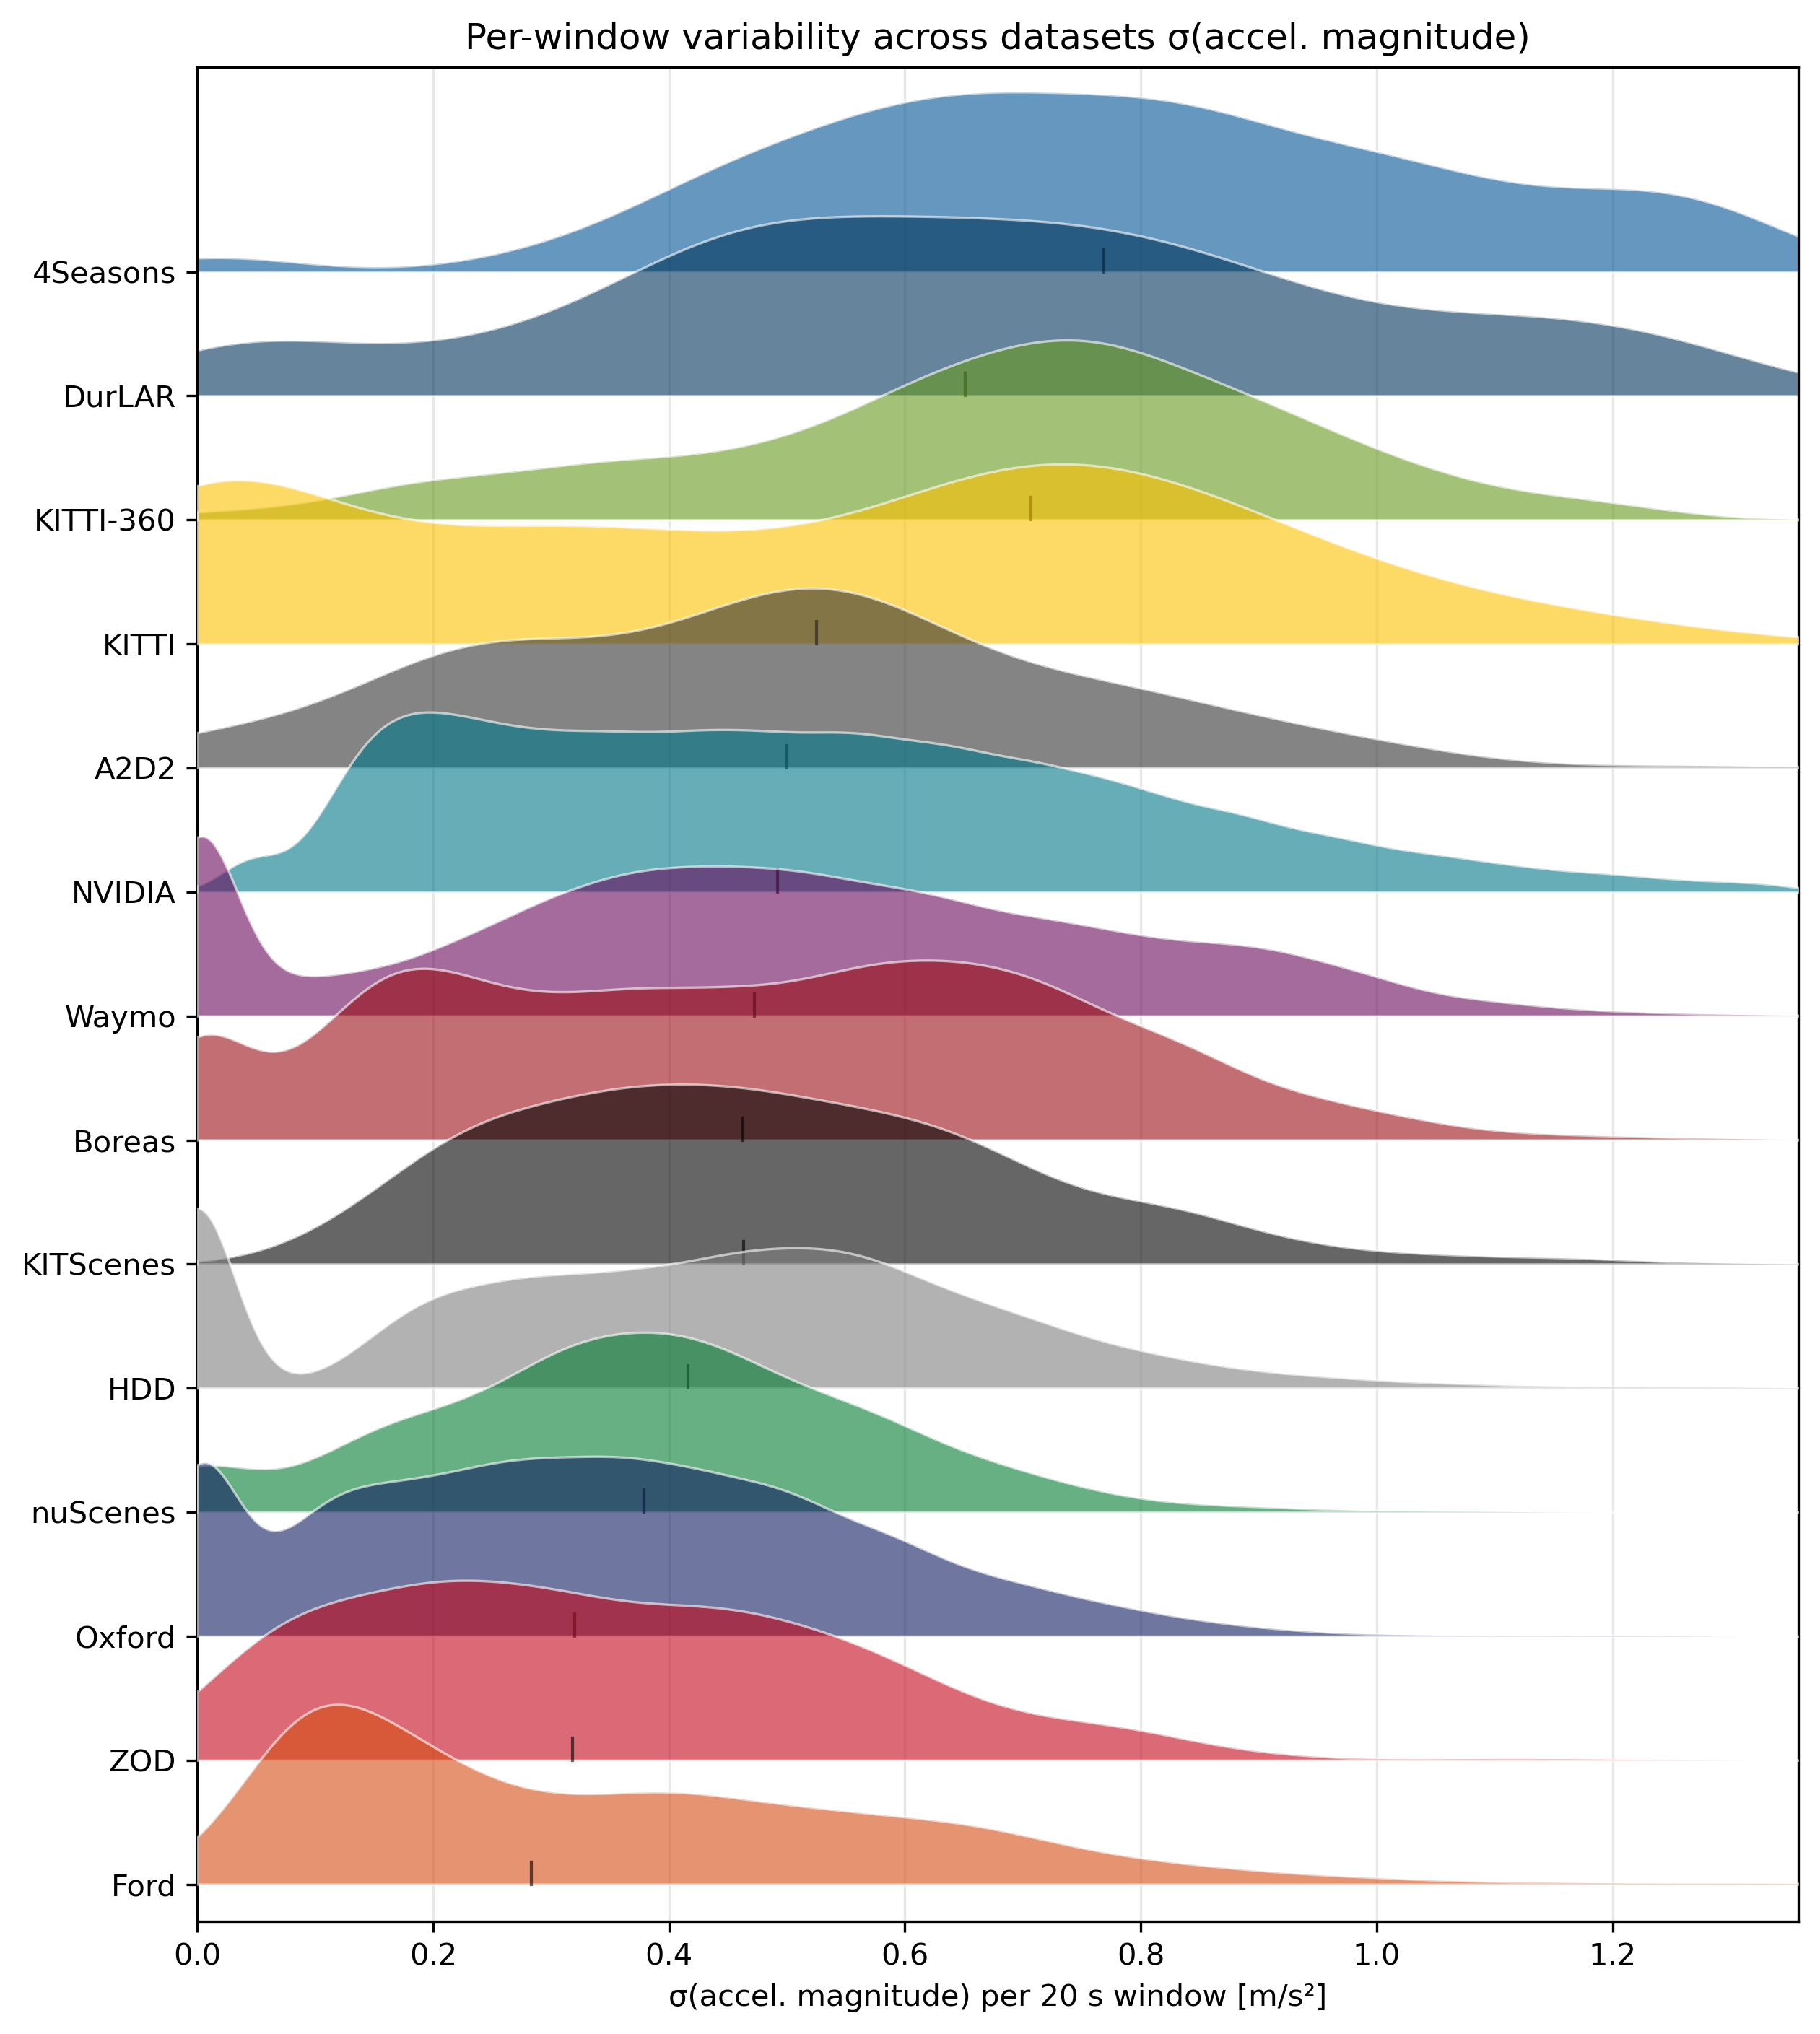 Per-window variability across datasets σ(accel. magnitude)
4Seasons
DurLAR
KITTI-360
KITTI
A2D2
NVIDIA
Waymo
Boreas
KITScenes
HDD
nuScenes
Oxford
ZOD
Ford
0.0 0.2 0.4 0.6 0.8 1.0 1.2
σ(accel. magnitude) per 20 s window [m/s²]